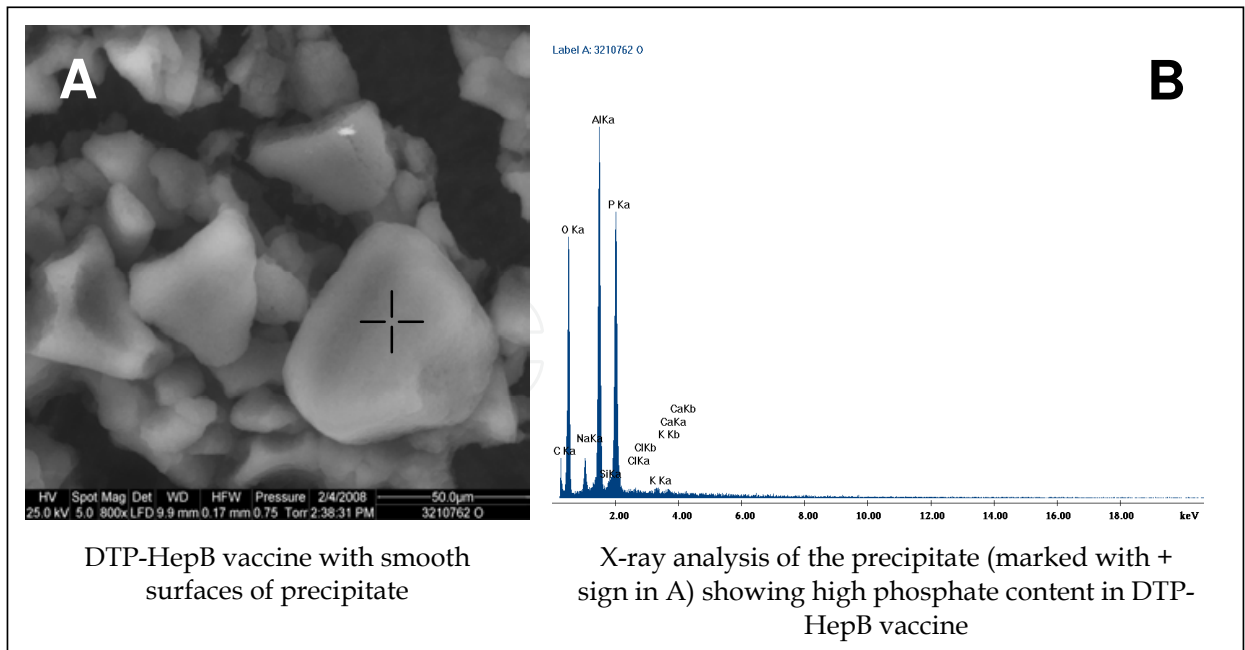 A
HV Spot Mag Det WD HFW Pressure 2/4/2008 50.0µm
25.0 kV 5.0 800x LFD 9.9 mm 0.17 mm 0.75 Torr 2:38:31 PM 3210762 O
DTP-HepB vaccine with smooth
surfaces of precipitate
Label A: 3210762 O
B
AlKa
P Ka
O Ka
CaKb
CaKa
K Kb
NaKa
ClKb
C Ka
ClKa
SiKa
K Ka
2.00 4.00 6.00 8.00 10.00 12.00 14.00 16.00 18.00 keV
X-ray analysis of the precipitate (marked with +
sign in A) showing high phosphate content in DTP-
HepB vaccine